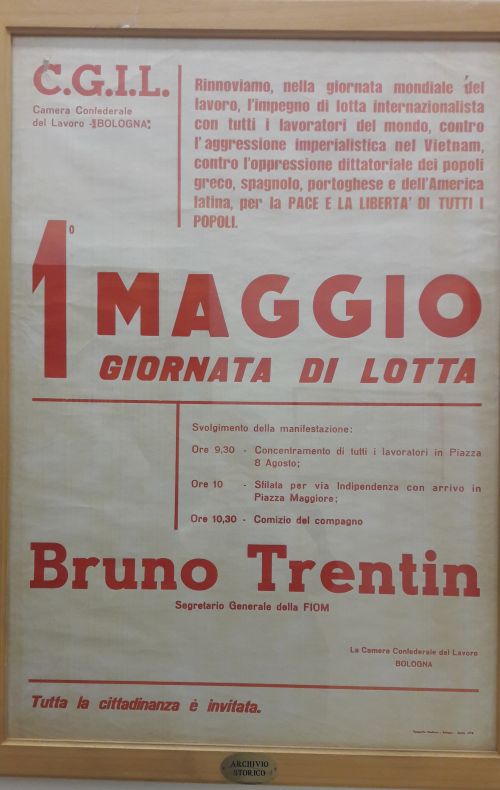 C.G.I.L.
Camera Confederale
del Lavoro - BOLOGNA
Rinnoviamo, nella giornata mondiale del
lavoro, l'impegno di lotta internazionalista
con tutti i lavoratori del mondo, contro
l'aggressione imperialistica nel Vietnam,
contro l'oppressione dittatoriale dei popoli
greco, spagnolo, portoghese e dell'America
latina, per la PACE E LA LIBERTA' DI TUTTI I
POPOLI.
1° MAGGIO
GIORNATA DI LOTTA
Svolgimento della manifestazione:
Ore 9,30 - Concentramento di tutti i lavoratori in Piazza
8 Agosto;
Ore 10 - Sfilata per via Indipendenza con arrivo in
Piazza Maggiore;
Ore 10,30 - Comizio del compagno
Bruno Trentin
Segretario Generale della FIOM
La Camera Confederale del Lavoro
BOLOGNA
Tutta la cittadinanza è invitata.
ARCHIVIO
STORICO